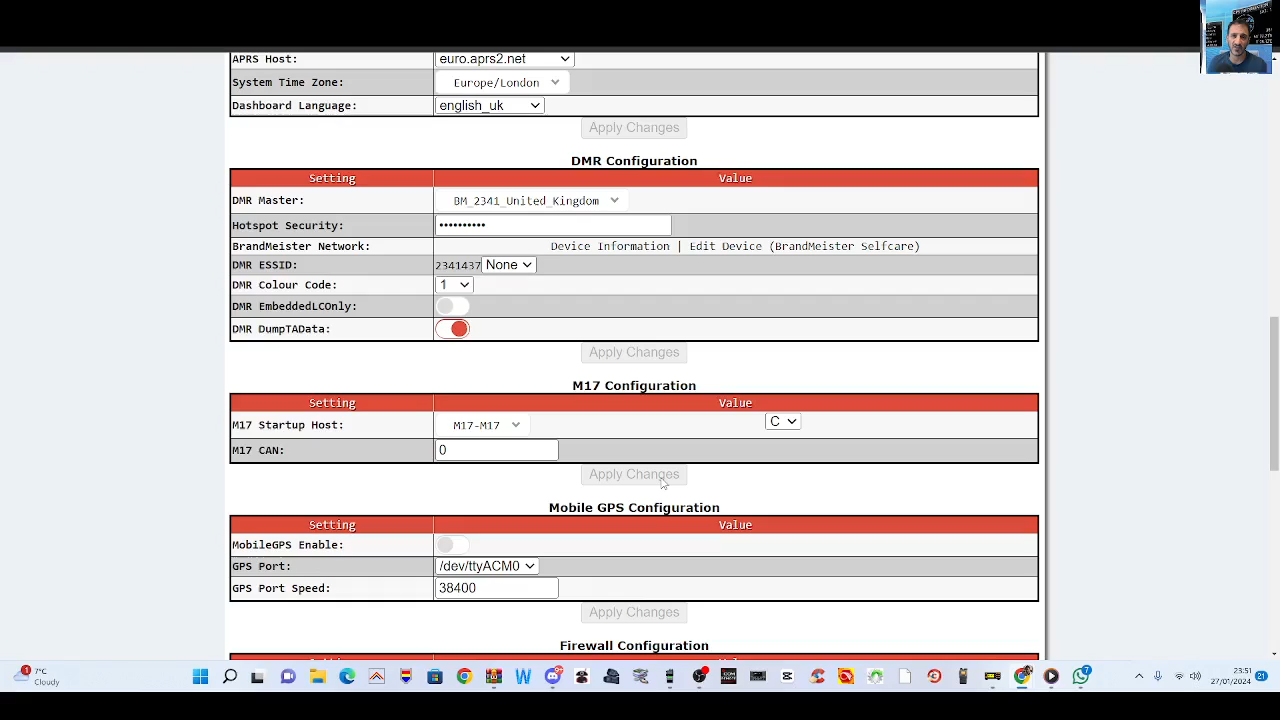 APRS Host: euro.aprs2.net
System Time Zone: Europe/London
Dashboard Language: english_uk
Apply Changes
DMR Configuration
Setting Value
DMR Master: BM_2341_United_Kingdom
Hotspot Security: ••••••••••
BrandMeister Network: Device Information | Edit Device (BrandMeister Selfcare)
DMR ESSID: 2341437 None
DMR Colour Code: 1
DMR EmbeddedLCOnly:
DMR DumpTAData:
Apply Changes
M17 Configuration
Setting Value
M17 Startup Host: M17-M17 C
M17 CAN: 0
Apply Changes
Mobile GPS Configuration
Setting Value
MobileGPS Enable:
GPS Port: /dev/ttyACM0
GPS Port Speed: 38400
Apply Changes
Firewall Configuration
7°C
Cloudy
23:51
27/01/2024